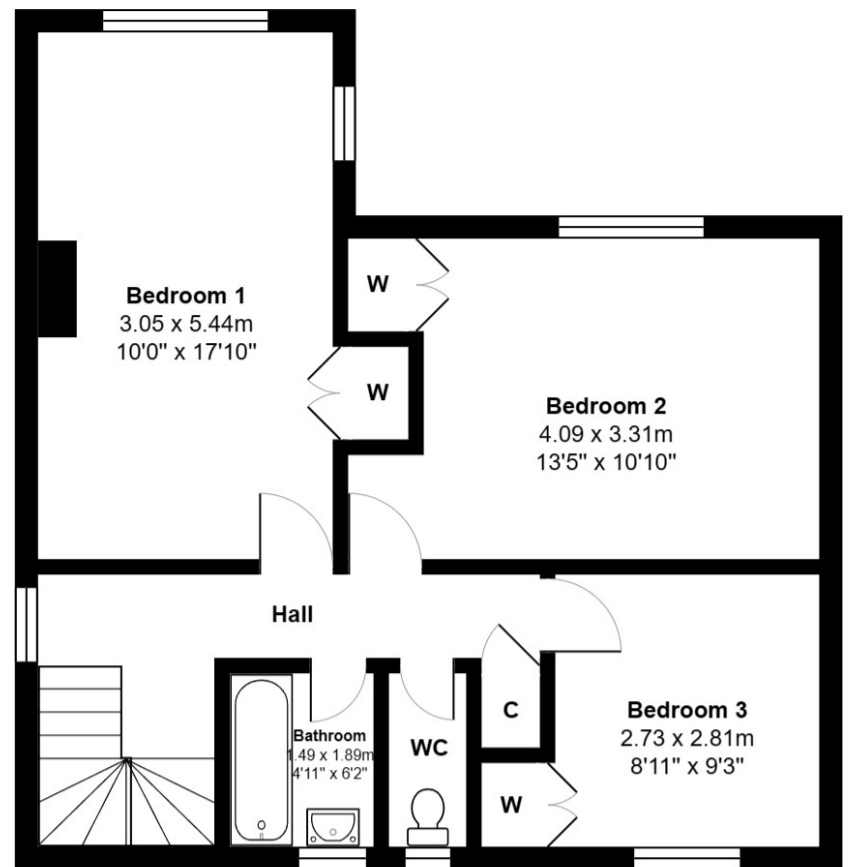 Bedroom 1
3.05 x 5.44m
10'0" x 17'10"
W
W
Bedroom 2
4.09 x 3.31m
13'5" x 10'10"
Hall
Bathroom
1.49 x 1.89m
4'11" x 6'2"
WC
C
W
Bedroom 3
2.73 x 2.81m
8'11" x 9'3"